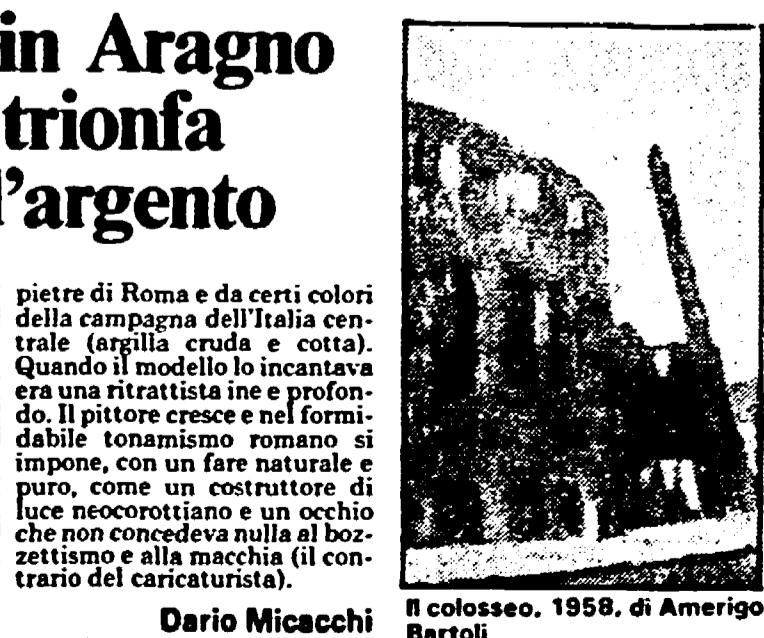 in Aragno
trionfa
l'argento
pietre di Roma e da certi colori
della campagna dell'Italia cen-
trale (argilla cruda e cotta).
Quando il modello lo incantava
era una ritrattista ine e profon-
do. Il pittore cresce e nel formi-
dabile tonamismo romano si
impone, con un fare naturale e
puro, come un costruttore di
luce neocorottiano e un occhio
che non concedeva nulla al boz-
zettismo e alla macchia (il con-
trario del caricaturista).
Dario Micacchi
Il colosseo, 1958, di Amerigo
Bartoli